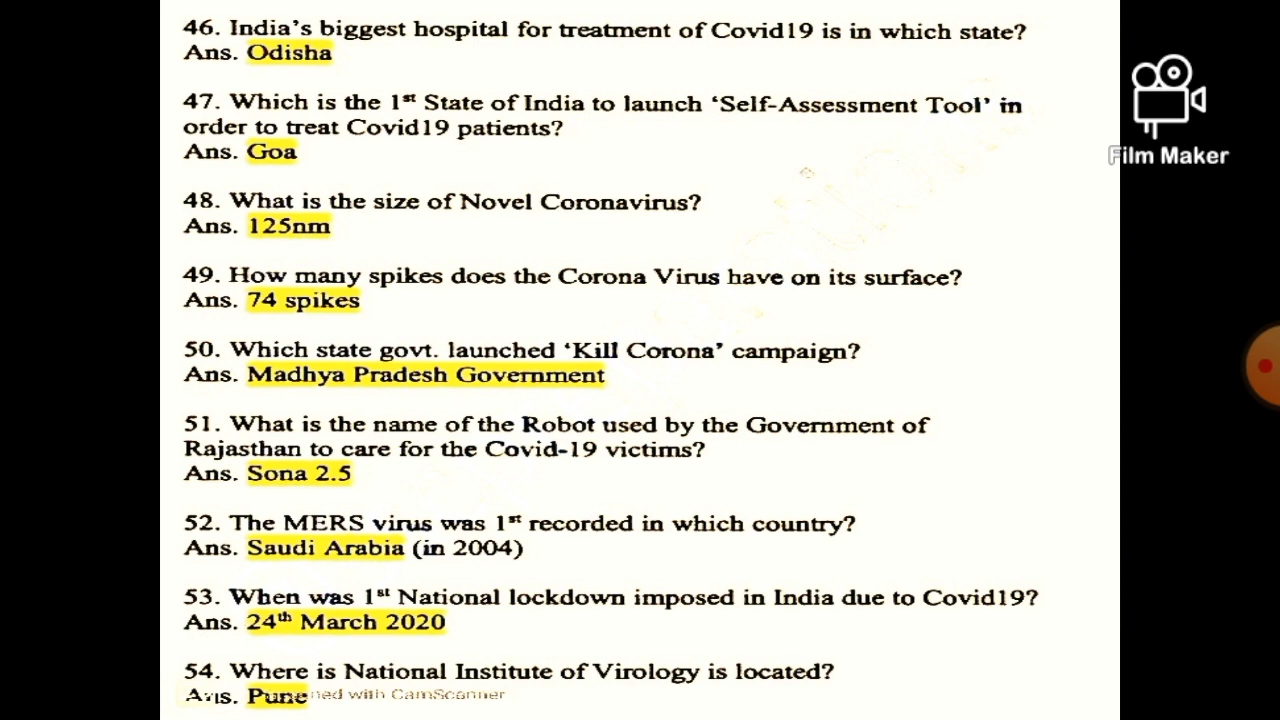 46. India's biggest hospital for treatment of Covid19 is in which state?
Ans. Odisha
47. Which is the 1st State of India to launch 'Self-Assessment Tool' in
order to treat Covid19 patients?
Ans. Goa
48. What is the size of Novel Coronavirus?
Ans. 125nm
49. How many spikes does the Corona Virus have on its surface?
Ans. 74 spikes
50. Which state govt. launched 'Kill Corona' campaign?
Ans. Madhya Pradesh Government
51. What is the name of the Robot used by the Government of
Rajasthan to care for the Covid-19 victims?
Ans. Sona 2.5
52. The MERS virus was 1st recorded in which country?
Ans. Saudi Arabia (in 2004)
53. When was 1st National lockdown imposed in India due to Covid19?
Ans. 24th March 2020
54. Where is National Institute of Virology is located?
Ans. Pune
with CamScanner
Film Maker